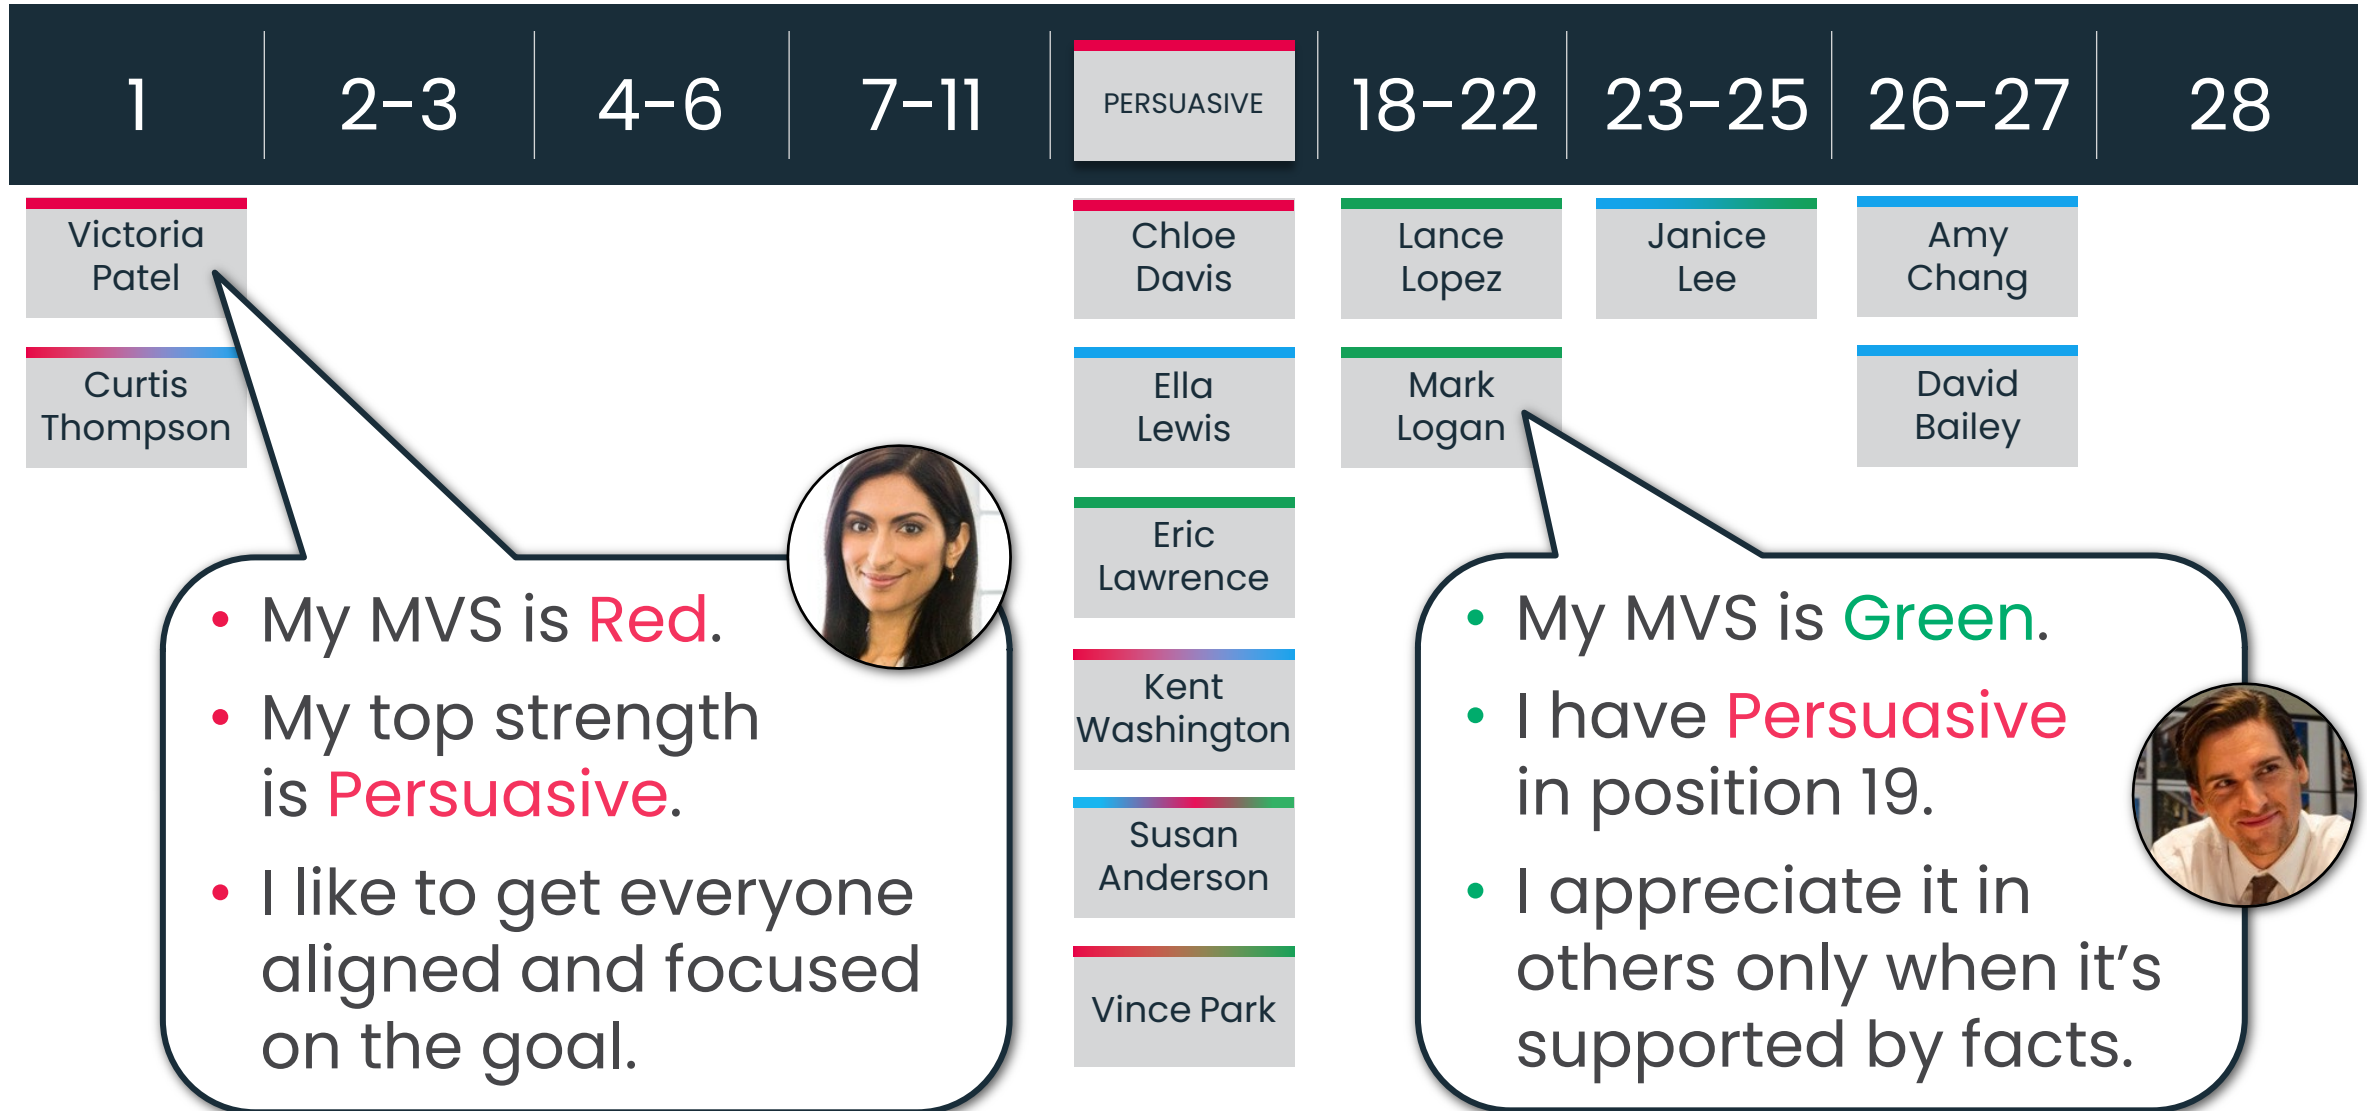 1
2-3
4-6
7-11
PERSUASIVE
18-22
23-25
26-27
28
Victoria
Patel
Curtis
Thompson
Chloe
Davis
Ella
Lewis
Eric
Lawrence
Kent
Washington
Susan
Anderson
Vince Park
Lance
Lopez
Mark
Logan
Janice
Lee
Amy
Chang
David
Bailey
• My MVS is Red.
• My top strength
is Persuasive.
• I like to get everyone
aligned and focused
on the goal.
• My MVS is Green.
• I have Persuasive
in position 19.
• I appreciate it in
others only when it’s
supported by facts.